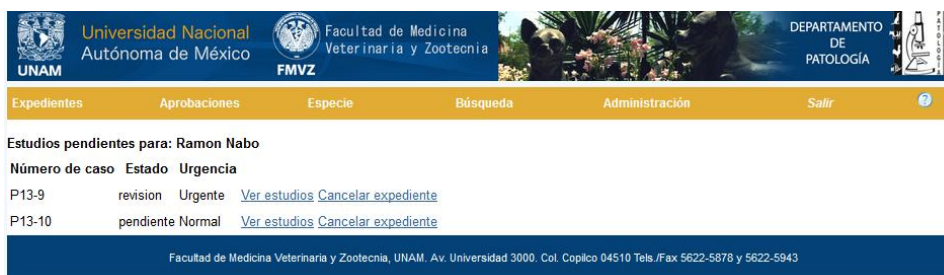 Universidad Nacional
Autónoma de México
UNAM
Facultad de Medicina
Veterinaria y Zootecnia
FMVZ
DEPARTAMENTO
DE
PATOLOGÍA
Expedientes Aprobaciones Especie Búsqueda Administración Salir ?
Estudios pendientes para: Ramon Nabo
Número de caso Estado Urgencia
P13-9 revision Urgente Ver estudios Cancelar expediente
P13-10 pendiente Normal Ver estudios Cancelar expediente
Facultad de Medicina Veterinaria y Zootecnia, UNAM. Av. Universidad 3000. Col. Copilco 04510 Tels./Fax 5622-5878 y 5622-5943